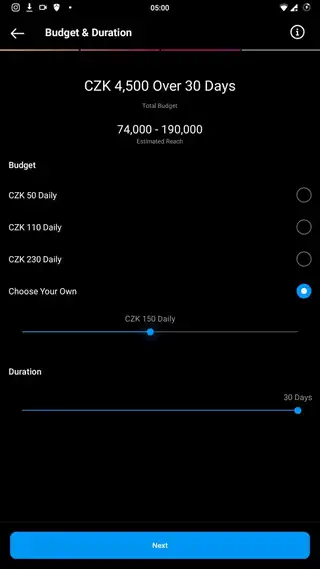 05:00
Budget & Duration
CZK 4,500 Over 30 Days
Total Budget
74,000 - 190,000
Estimated Reach
Budget
CZK 50 Daily
CZK 110 Daily
CZK 230 Daily
Choose Your Own
CZK 150 Daily
Duration
30 Days
Next